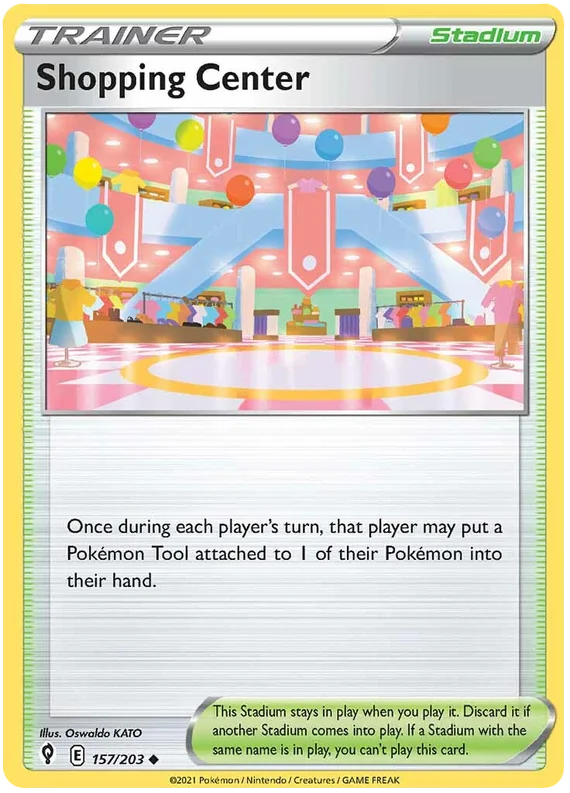 TRAINER
Stadium
Shopping Center
Once during each player's turn, that player may put a
Pokémon Tool attached to 1 of their Pokémon into
their hand.
Illus. Oswaldo KATO
This Stadium stays in play when you play it. Discard it if
another Stadium comes into play. If a Stadium with the
same name is in play, you can't play this card.
E 157/203
©2021 Pokémon / Nintendo / Creatures / GAME FREAK